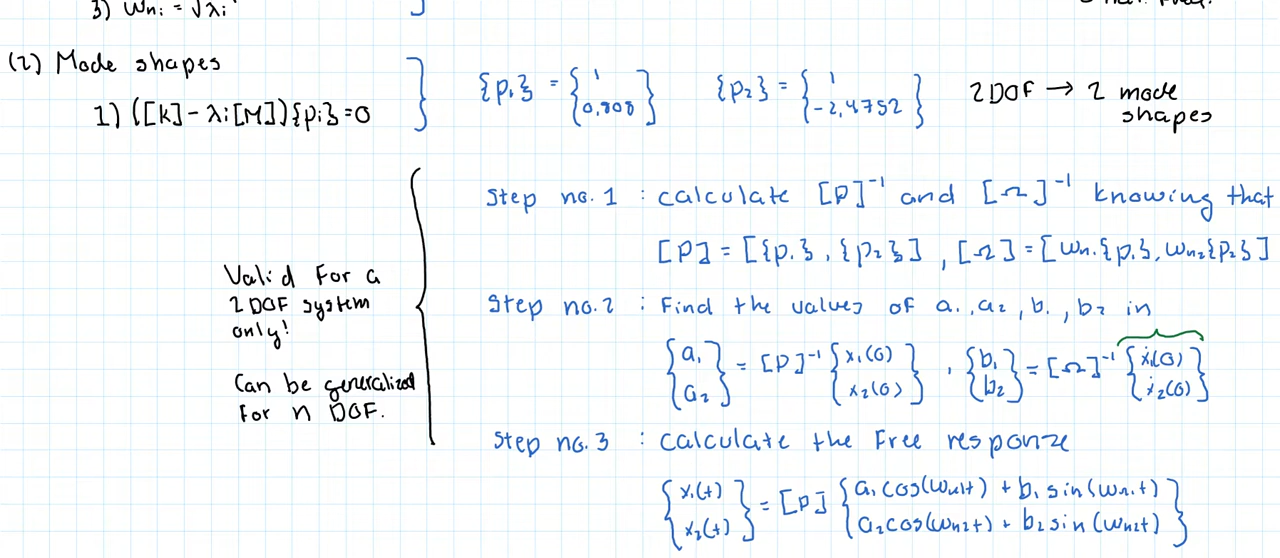 3) ωₙᵢ = √λᵢ
(2) Mode shapes
1) ([k] - λᵢ[M]){pᵢ} = 0
{p₁} = {1 0,808}
{p₂} = {1 -2,4752}
2 DOF → 2 mode shapes
Step no. 1 : calculate [P]⁻¹ and [Ω]⁻¹ knowing that
[P] = [{p₁}, {p₂}], [Ω] = [ωn₁{p₁}, ωn₂{p₂}]
Valid for a
2 DOF system
only!
Can be generalized
for n DOF.
Step no. 2 : Find the values of a₁, a₂, b₁, b₂ in
{a₁ a₂} = [P]⁻¹ {x₁(0) x₂(0)}, {b₁ b₂} = [Ω]⁻¹ {ẋ₁(0) ẋ₂(0)}
Step no. 3 : calculate the free response
{x₁(t) x₂(t)} = [P] {a₁ cos(ωn₁t) + b₁ sin(ωn₁t) a₂ cos(ωn₂t) + b₂ sin(ωn₂t)}